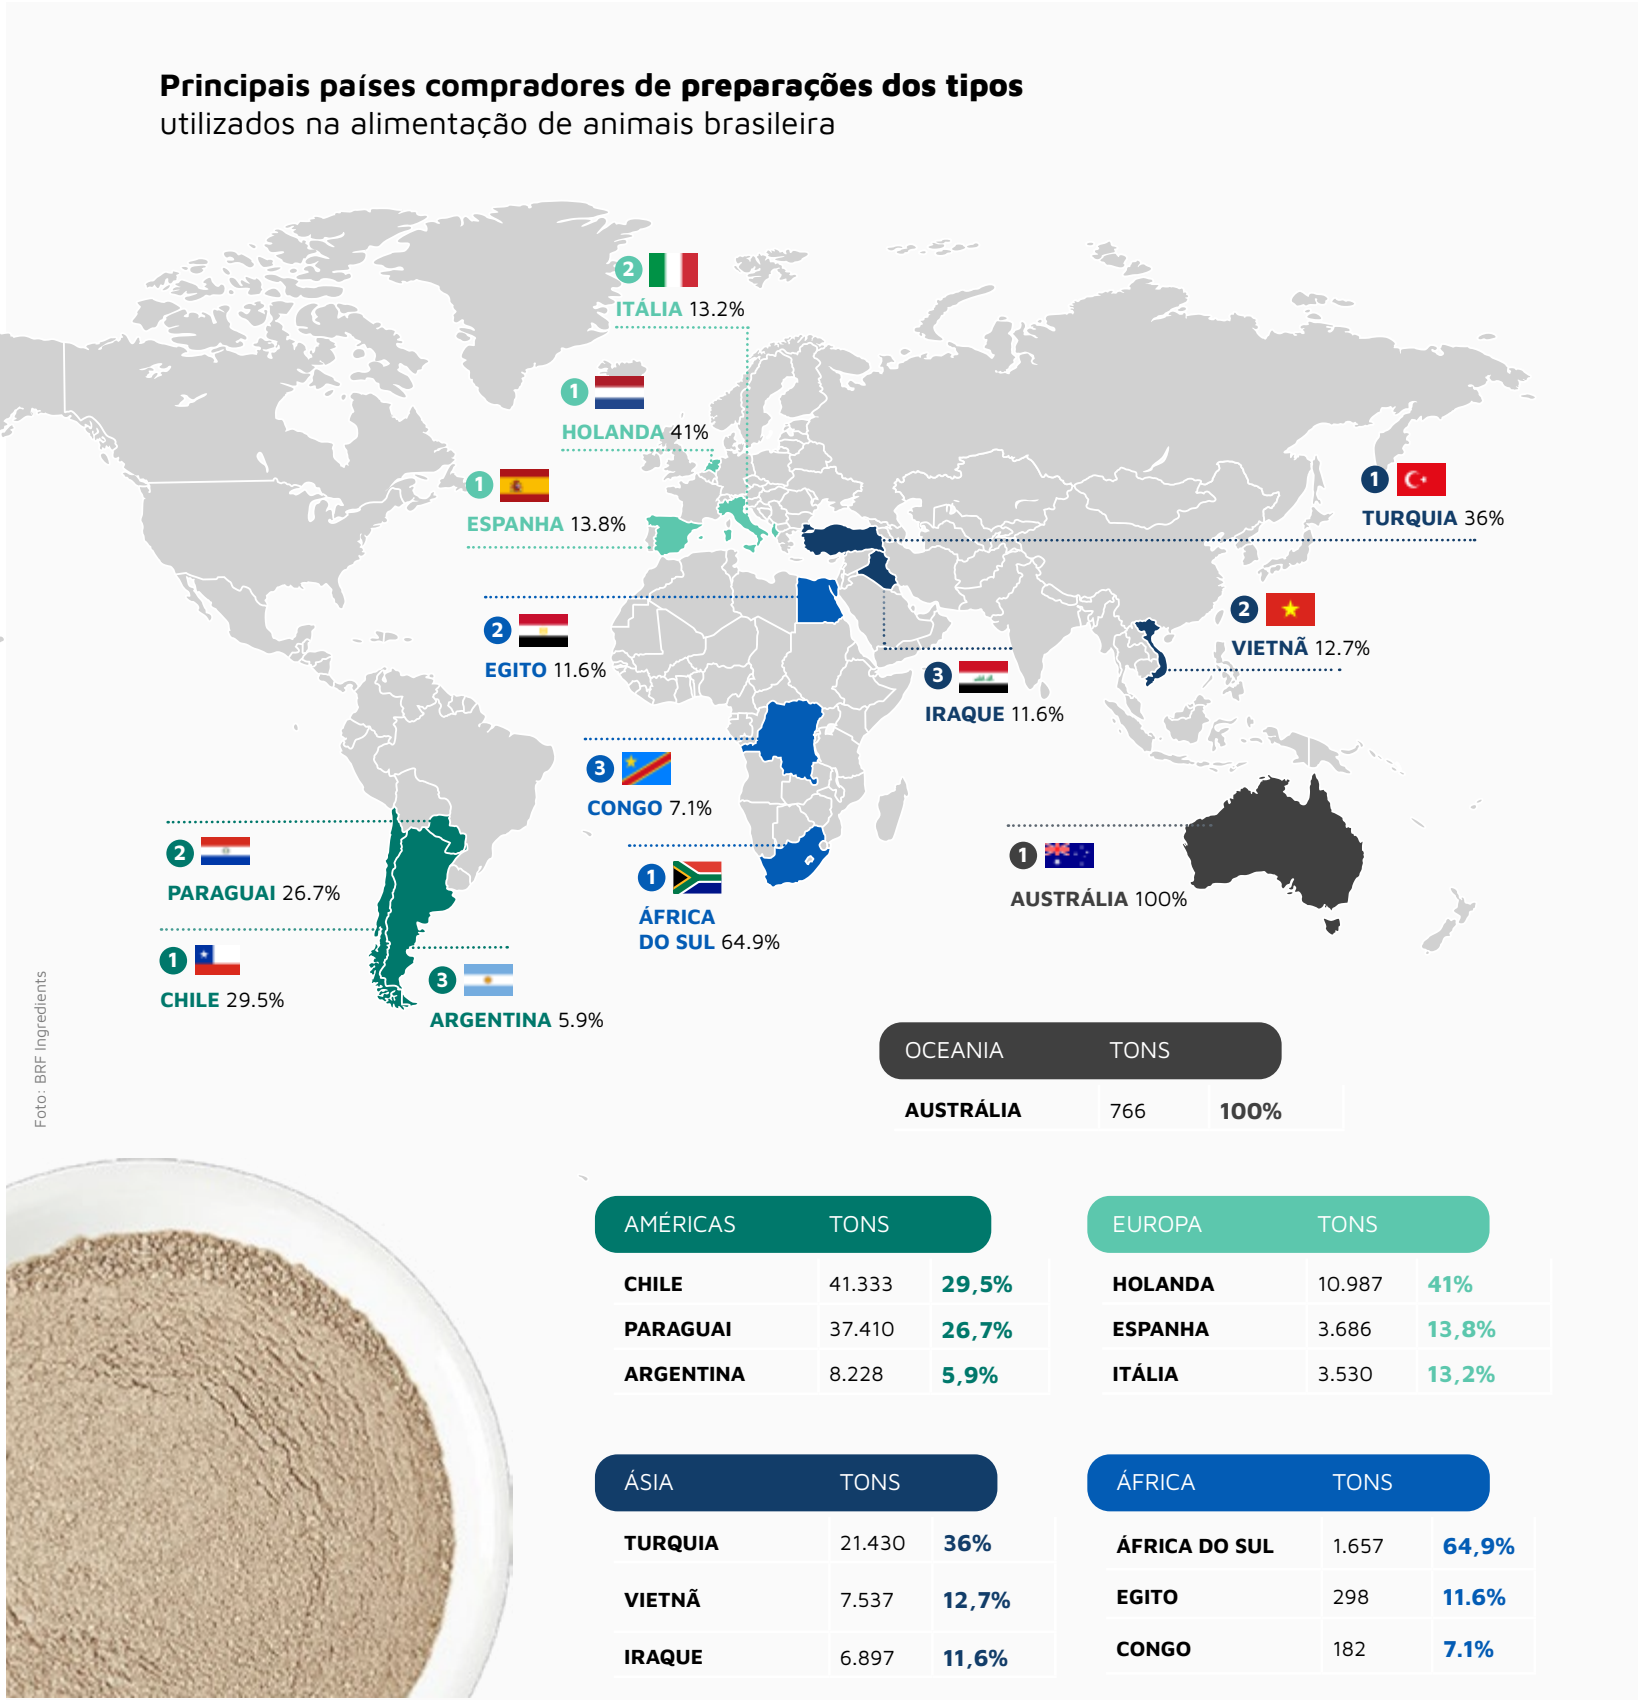 Principais países compradores de preparações dos tipos
utilizados na alimentação de animais brasileira
2
ITÁLIA 13.2%
1
HOLANDA 41%
1
ESPANHA 13.8%
1
TURQUIA 36%
2
EGITO 11.6%
2
VIETNÃ 12.7%
3
IRAQUE 11.6%
3
CONGO 7.1%
2
PARAGUAI 26.7%
1
ÁFRICA
DO SUL 64.9%
1
AUSTRÁLIA 100%
1
CHILE 29.5%
3
ARGENTINA 5.9%
Foto: BRF Ingredients
OCEANIA TONS
AUSTRÁLIA 766 100%
AMÉRICAS TONS
CHILE 41.333 29,5%
PARAGUAI 37.410 26,7%
ARGENTINA 8.228 5,9%
EUROPA TONS
HOLANDA 10.987 41%
ESPANHA 3.686 13,8%
ITÁLIA 3.530 13,2%
ÁSIA TONS
TURQUIA 21.430 36%
VIETNÃ 7.537 12,7%
IRAQUE 6.897 11,6%
ÁFRICA TONS
ÁFRICA DO SUL 1.657 64,9%
EGITO 298 11.6%
CONGO 182 7.1%